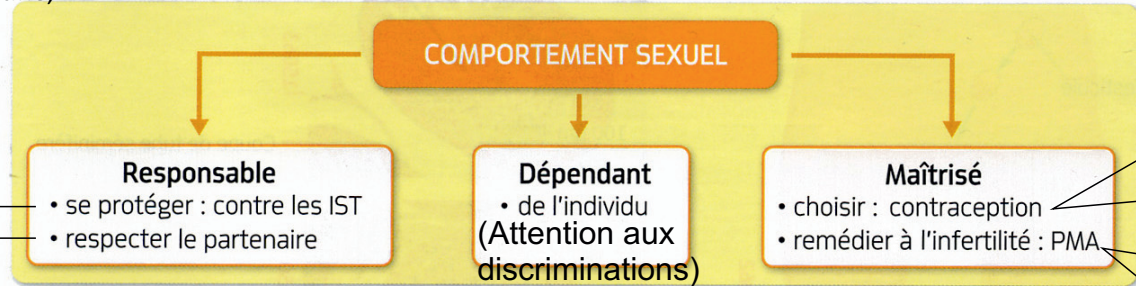 COMPORTEMENT SEXUEL
Responsable
• se protéger : contre les IST
• respecter le partenaire
Dépendant
• de l'individu
(Attention aux
discriminations)
Maîtrisé
• choisir : contraception
• remédier à l'infertilité : PMA